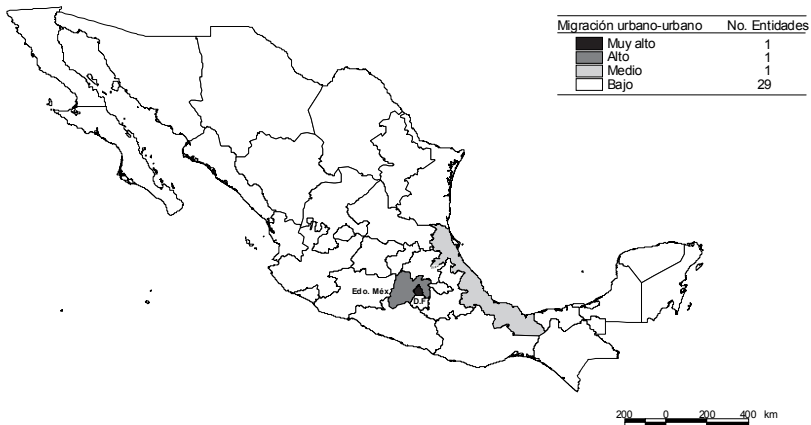 Migración urbano-urbano No. Entidades
Muy alto 1
Alto 1
Medio 1
Bajo 29
Edo. Méx.
D.F.
200 0 200 400 km